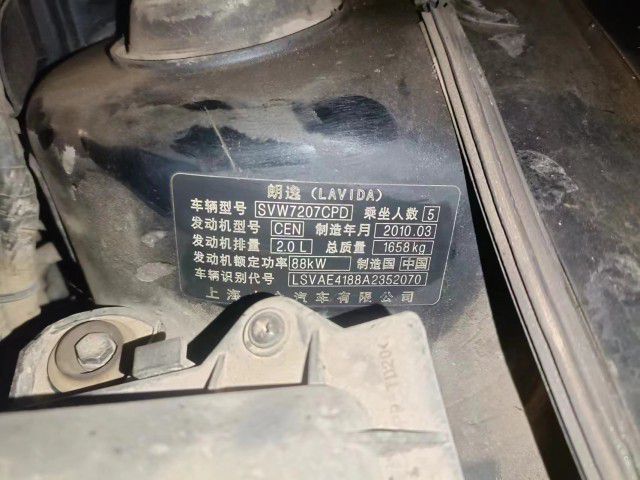 朗逸 (LAVIDA)
车辆型号 SVW7207CPD 乘坐人数 5
发动机型号 CEN 制造年月 2010.03
发动机排量 2.0L 总质量 1658kg
发动机额定功率 88kW 制造国 中国
车辆识别代号 LSVAE4188A2352070
上海 汽车有限公司